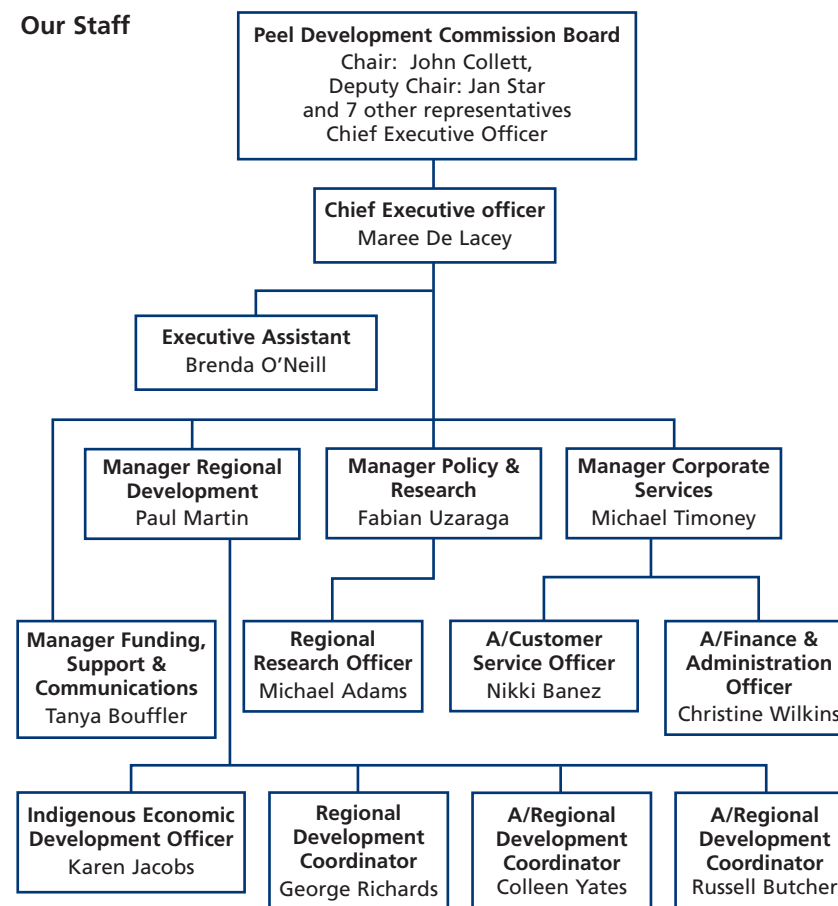 Our Staff
Peel Development Commission Board
Chair:  John Collett,
Deputy Chair: Jan Star
and 7 other representatives
Chief Executive Officer
Chief Executive officer
Maree De Lacey
Executive Assistant
Brenda O’Neill
Manager Regional
Development
Paul Martin
Manager Policy &
Research
Fabian Uzaraga
Manager Corporate
Services
Michael Timoney
Manager Funding,
Support &
Communications
Tanya Bouffler
Regional
Research Officer
Michael Adams
A/Customer
Service Officer
Nikki Banez
A/Finance &
Administration
Officer
Christine Wilkins
Indigenous Economic
Development Officer
Karen Jacobs
Regional
Development
Coordinator
George Richards
A/Regional
Development
Coordinator
Colleen Yates
A/Regional
Development
Coordinator
Russell Butcher